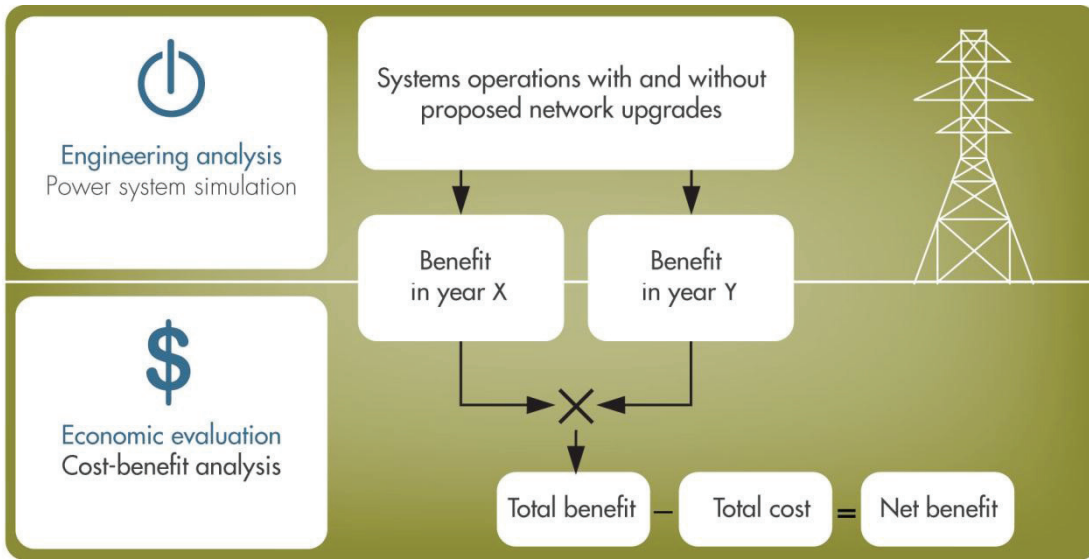 Engineering analysis
Power system simulation
Systems operations with and without
proposed network upgrades
Benefit
in year X
Benefit
in year Y
$
Economic evaluation
Cost-benefit analysis
Total benefit – Total cost = Net benefit